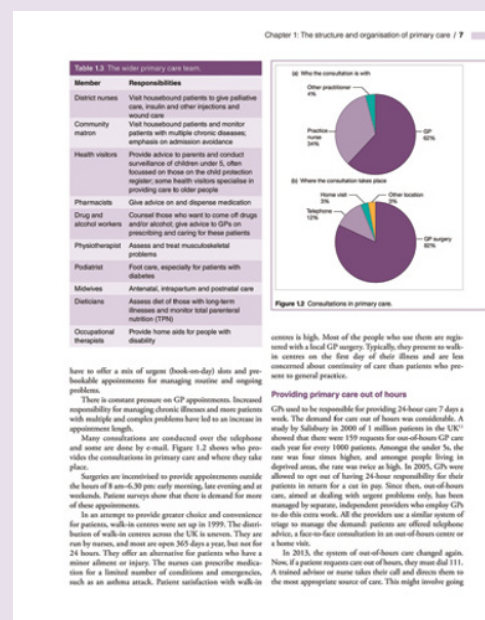 Chapter 1: The structure and organisation of primary care / 7
Table 1.3 The wider primary care team.
Member Responsibilities
District nurses Visit housebound patients to give palliative
care, insulin and other injections and
wound care
Community Visit housebound patients and monitor
matron patients with multiple chronic diseases;
emphasis on admission avoidance
Health visitors Provide advice to parents and conduct
surveillance of children under 5, often
focussed on those on the child protection
register; some health visitors specialise in
providing care to older people
Pharmacists Give advice on and dispense medication
Drug and Counsel those who want to come off drugs
alcohol workers and/or alcohol; give advice to GPs on
prescribing and caring for these patients
Physiotherapist Assess and treat musculoskeletal
problems
Podiatrist Foot care, especially for patients with
diabetes
Midwives Antenatal, intrapartum and postnatal care
Dieticians Assess diet of those with long-term
illnesses and monitor total parenteral
nutrition (TPN)
Occupational Provide home aids for people with
therapists disability
have to offer a mix of urgent (book-on-day) slots and pre-
bookable appointments for managing routine and ongoing
problems.
There is constant pressure on GP appointments. Increased
responsibility for managing chronic illnesses and more patients
with multiple and complex problems have led to an increase in
appointment length.
Many consultations are conducted over the telephone
and some are done by e-mail. Figure 1.2 shows who pro-
vides the consultations in primary care and where they take
place.
Surgeries are incentivised to provide appointments outside
the hours of 8 am–6.30 pm: early morning, late evening and at
weekends. Patient surveys show that there is demand for more
of these appointments.
In an attempt to provide greater choice and convenience
for patients, walk-in centres were set up in 1999. The distri-
bution of walk-in centres across the UK is uneven. They are
run by nurses, and most are open 365 days a year, but not for
24 hours. They offer an alternative for patients who have a
minor ailment or injury. The nurses can prescribe medica-
tion for a limited number of conditions and emergencies,
such as an asthma attack. Patient satisfaction with walk-in
(a) Who the consultation is with
Other practitioner
4%
Practice
nurse
34%
GP
62%
(b) Where the consultation takes place
Home visit
3%
Other location
3%
Telephone
12%
GP surgery
82%
Figure 1.2 Consultations in primary care.
centres is high. Most of the people who use them are regis-
tered with a local GP surgery. Typically, they present to walk-
in centres on the first day of their illness and are less
concerned about continuity of care than patients who pre-
sent to general practice.
Providing primary care out of hours
GPs used to be responsible for providing 24-hour care 7 days a
week. The demand for care out of hours was considerable. A
study by Salisbury in 2000 of 1 million patients in the UK
showed that there were 159 requests for out-of-hours GP care
each year for every 1000 patients. Amongst the under 5s, the
rate was four times higher, and amongst people living in
deprived areas, the rate was twice as high. In 2005, GPs were
allowed to opt out of having 24-hour responsibility for their
patients in return for a cut in pay. Since then, out-of-hours
care, aimed at dealing with urgent problems only, has been
managed by separate, independent providers who employ GPs
to do this extra work. All the providers use a similar system of
triage to manage the demand: patients are offered telephone
advice, a face-to-face consultation in an out-of-hours centre or
a home visit.
In 2013, the system of out-of-hours care changed again.
Now, if a patient requires care out of hours, they must dial 111.
A trained advisor or nurse takes their call and directs them to
the most appropriate source of care. This might involve going